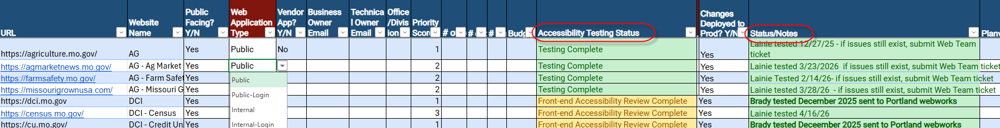 URL
Website Name
Public Facing? Y/N
Web Application Type
Vendor App? Y/N
Business Owner Email
Technica l Owner Email
Office /Divis ion
Priority Scor
# o
#
#
Budg
Accessibility Testing Status
Changes Deployed to Prod? Y/N
Status/Notes
Planv
https://agriculture.mo.gov/ AG Yes Public No 1 Testing Complete Yes Lainie tested 12/27/25 - if issues still exist, submit Web Team ticket
https://agmarketnews.mo.gov/ AG - Ag Market Yes Public 2 Testing Complete Yes Lainie tested 3/23/2026 if issues still exist, submit Web Team ticket
https://farmsafety.mo.gov/ AG - Farm Safet Yes 2 Testing Complete Yes Lainie Tested 2/14/26- if issues still exist, submit Web Team ticket
https://missourigrownusa.com/ AG - Missouri G Yes 2 Testing Complete Yes Lainie tested 3/28/26 - if issues still exist, submit Web Team ticket
https://dci.mo.gov DCI Yes 1 Front-end Accessibility Review Complete Yes Brady tested December 2025 sent to Portland webworks
https://census.mo.gov/ DCI - Census Yes 3 Front-end Accessibility Review Complete Yes Lainie tested 4/16/26
https://cu.mo.gov/ DCI - Credit Un Yes 1 Front-end Accessibility Review Complete Yes Brady tested December 2025 sent to Portland webworks
Public
Public-Login
Internal
Internal-Login